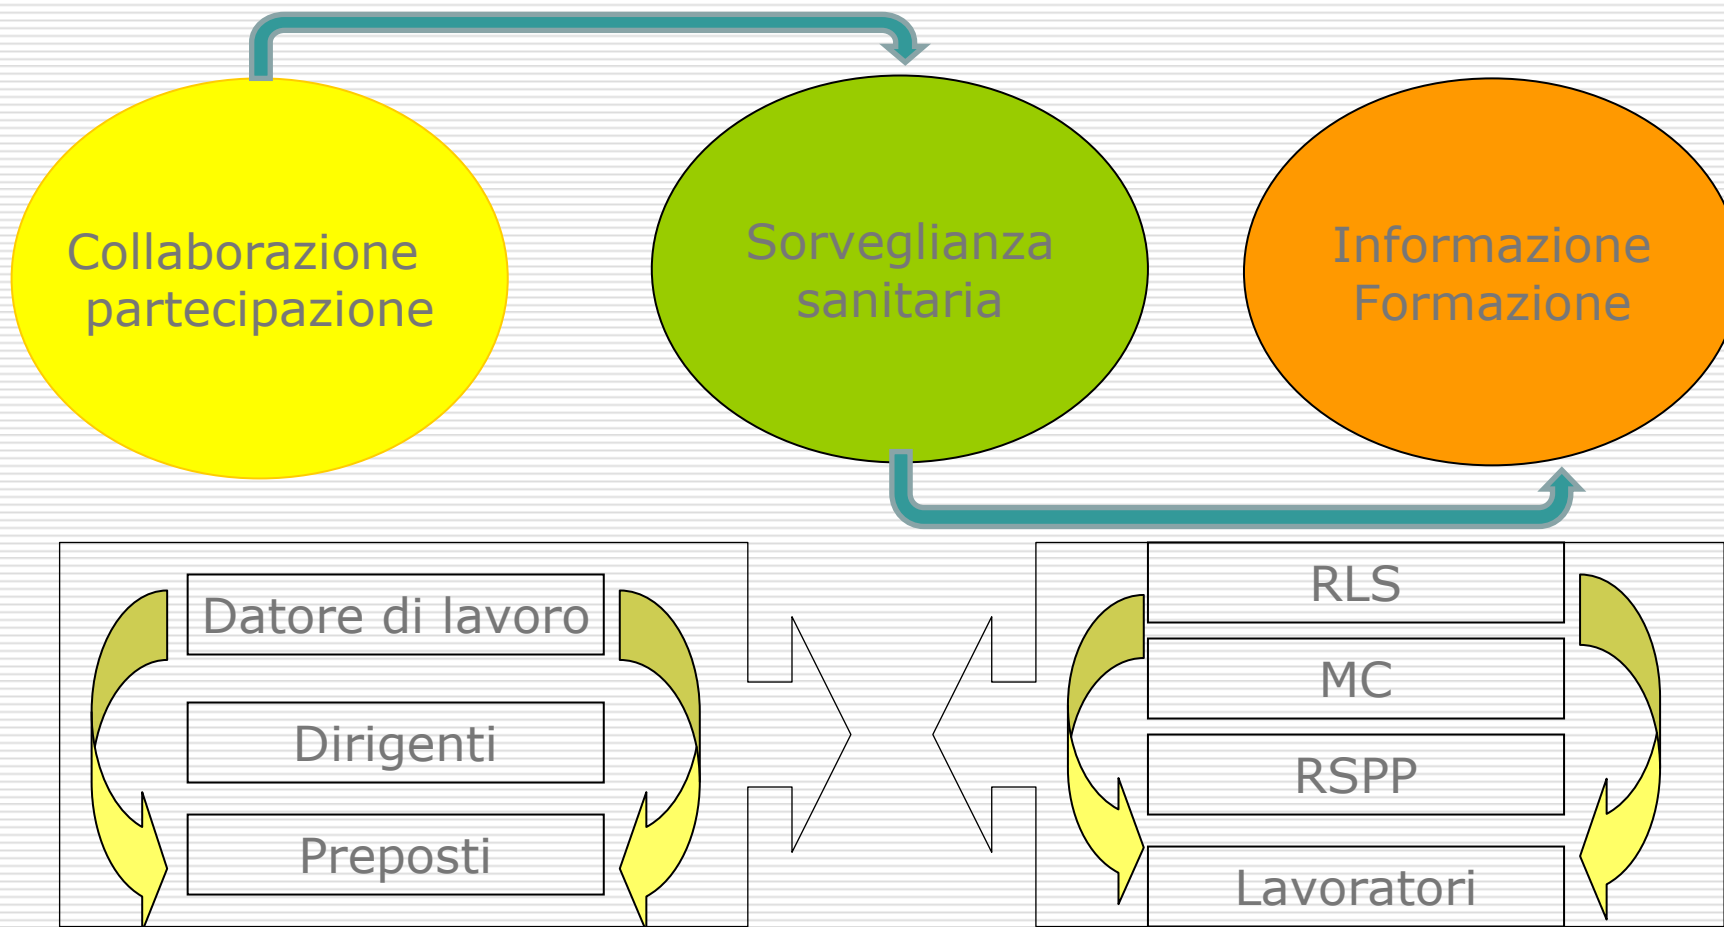 Collaborazione
partecipazione
Sorveglianza
sanitaria
Informazione
Formazione
Datore di lavoro
Dirigenti
Preposti
RLS
MC
RSPP
Lavoratori